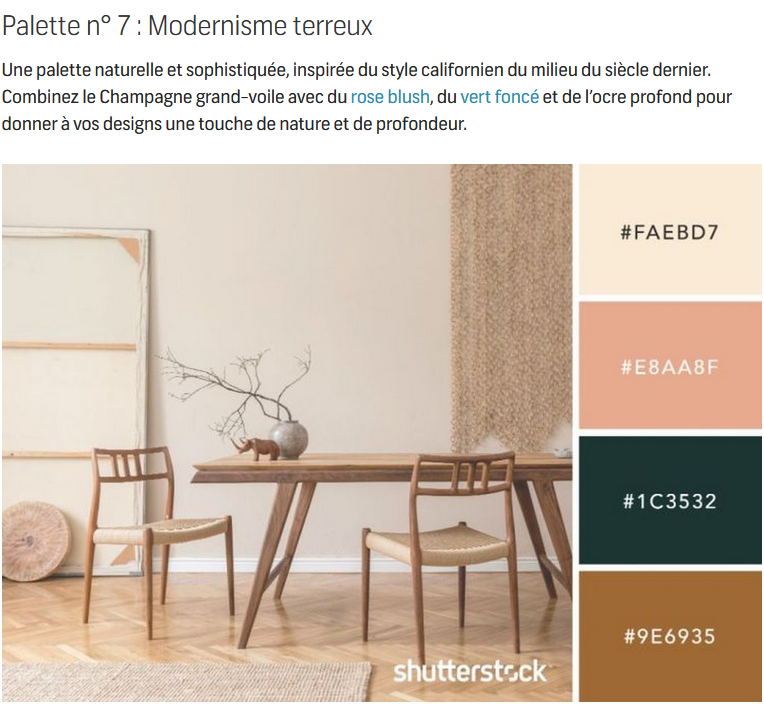 Palette n° 7 : Modernisme terreux
Une palette naturelle et sophistiquée, inspirée du style californien du milieu du siècle dernier.
Combinez le Champagne grand-voile avec du rose blush, du vert foncé et de l'ocre profond pour
donner à vos designs une touche de nature et de profondeur.
#FAEBD7
#E8AA8F
#1C3532
#9E6935
shutterstock